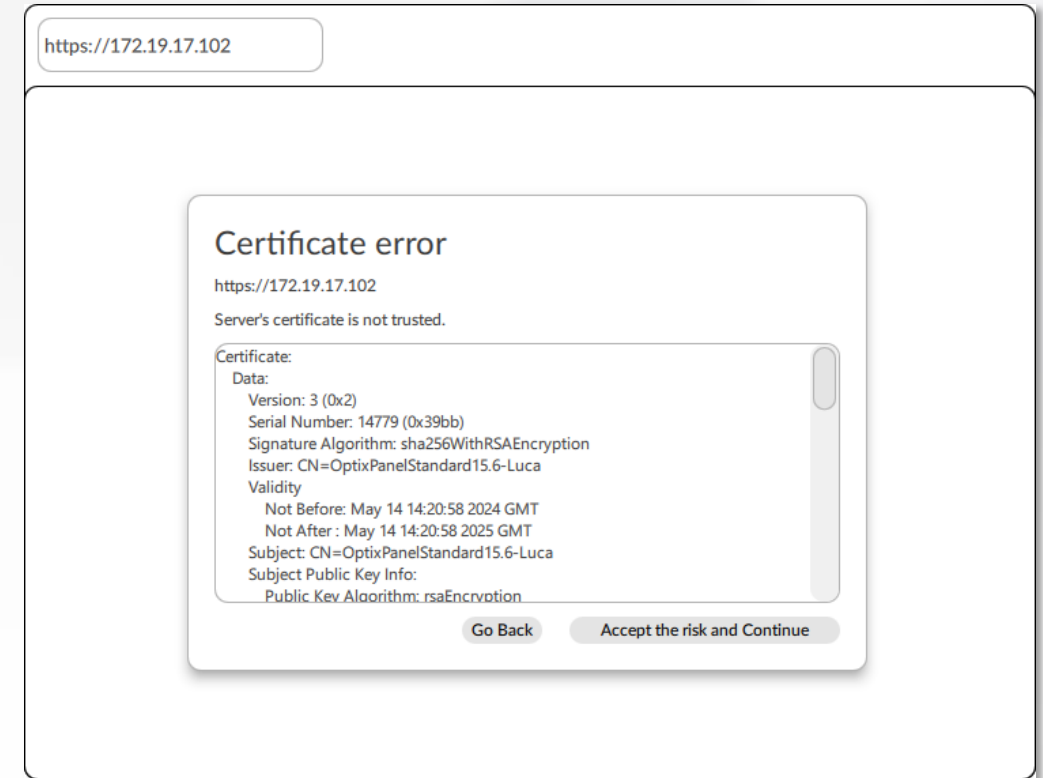 https://172.19.17.102
Certificate error
https://172.19.17.102
Server's certificate is not trusted.
Certificate:
Data:
Version: 3 (0x2)
Serial Number: 14779 (0x39bb)
Signature Algorithm: sha256WithRSAEncryption
Issuer: CN=OptixPanelStandard15.6-Luca
Validity
Not Before: May 14 14:20:58 2024 GMT
Not After : May 14 14:20:58 2025 GMT
Subject: CN=OptixPanelStandard15.6-Luca
Subject Public Key Info:
Public Key Algorithm: rsaEncryption
Go Back Accept the risk and Continue